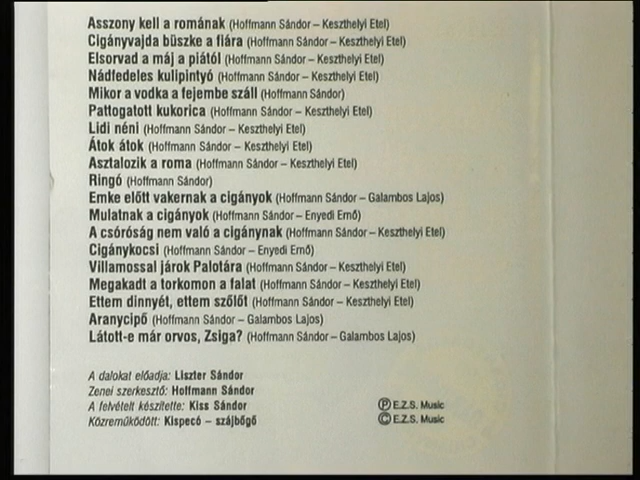 Asszony kell a romának (Hoffmann Sándor – Keszthelyi Etel)
Cigányvajda büszke a fiára (Hoffmann Sándor – Keszthelyi Etel)
Elsorvad a máj a piától (Hoffmann Sándor – Keszthelyi Etel)
Nádfedeles kulipintyó (Hoffmann Sándor – Keszthelyi Etel)
Mikor a vodka a fejembe száll (Hoffmann Sándor)
Pattogatott kukorica (Hoffmann Sándor – Keszthelyi Etel)
Lidi néni (Hoffmann Sándor – Keszthelyi Etel)
Átok átok (Hoffmann Sándor – Keszthelyi Etel)
Asztalozik a roma (Hoffmann Sándor – Keszthelyi Etel)
Ringó (Hoffmann Sándor)
Emke előtt vakernak a cigányok (Hoffmann Sándor – Galambos Lajos)
Mulatnak a cigányok (Hoffmann Sándor – Enyedi Ernő)
A csóróság nem való a cigánynak (Hoffmann Sándor – Keszthelyi Etel)
Cigánykocsi (Hoffmann Sándor – Enyedi Ernő)
Villamossal járok Palotára (Hoffmann Sándor – Keszthelyi Etel)
Megakadt a torkomon a falat (Hoffmann Sándor – Keszthelyi Etel)
Ettem dinnyét, ettem szőlőt (Hoffmann Sándor – Keszthelyi Etel)
Aranycipő (Hoffmann Sándor – Galambos Lajos)
Látott-e már orvos, Zsiga? (Hoffmann Sándor – Galambos Lajos)
A dalokat előadja: Liszter Sándor
Zenei szerkesztő: Hoffmann Sándor
A felvételt készítette: Kiss Sándor
Ⓟ E.Z.S. Music
Közreműködött: Kispecó – szájbőgő
© E.Z.S. Music